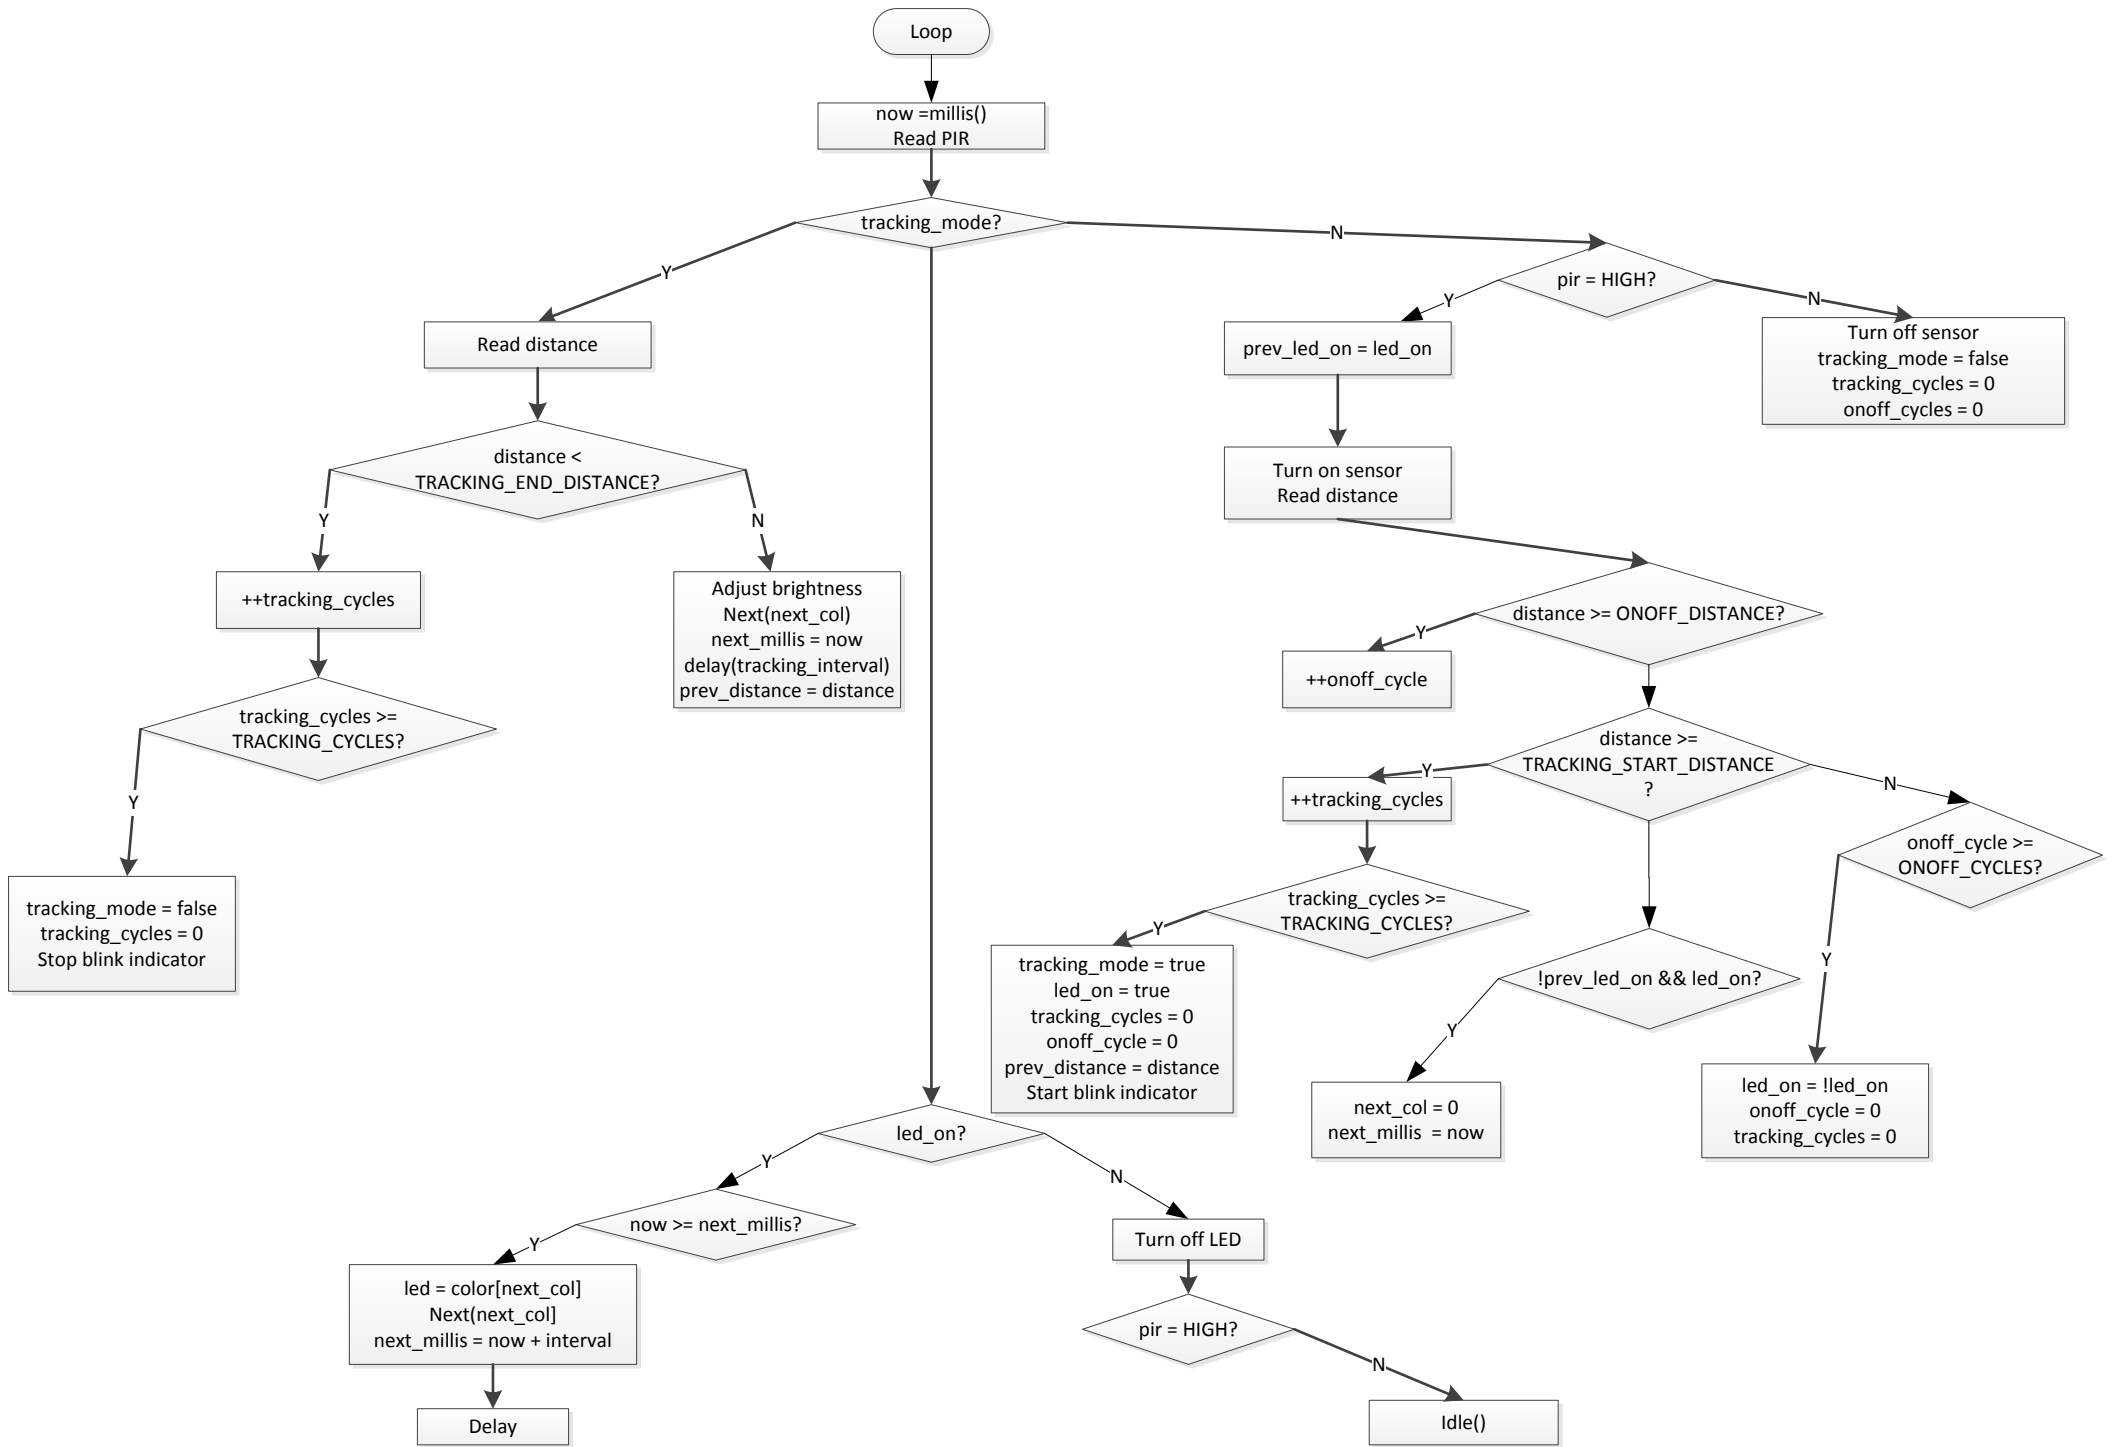 Loop
now =millis()
Read PIR
tracking_mode?
Y
N
pir = HIGH?
Y
N
Read distance
prev_led_on = led_on
Turn off sensor
tracking_mode = false
tracking_cycles = 0
onoff_cycles = 0
distance <
TRACKING_END_DISTANCE?
Y
N
Turn on sensor
Read distance
++tracking_cycles
Adjust brightness
Next(next_col)
next_millis = now
delay(tracking_interval)
prev_distance = distance
distance >= ONOFF_DISTANCE?
Y
++onoff_cycle
tracking_cycles >=
TRACKING_CYCLES?
Y
distance >=
TRACKING_START_DISTANCE
?
Y
N
++tracking_cycles
onoff_cycle >=
ONOFF_CYCLES?
Y
tracking_mode = false
tracking_cycles = 0
Stop blink indicator
tracking_cycles >=
TRACKING_CYCLES?
Y
tracking_mode = true
led_on = true
tracking_cycles = 0
onoff_cycle = 0
prev_distance = distance
Start blink indicator
!prev_led_on && led_on?
Y
next_col = 0
next_millis  = now
led_on = !led_on
onoff_cycle = 0
tracking_cycles = 0
led_on?
Y
N
now >= next_millis?
Y
Turn off LED
led = color[next_col]
Next(next_col]
next_millis = now + interval
pir = HIGH?
N
Delay
Idle()